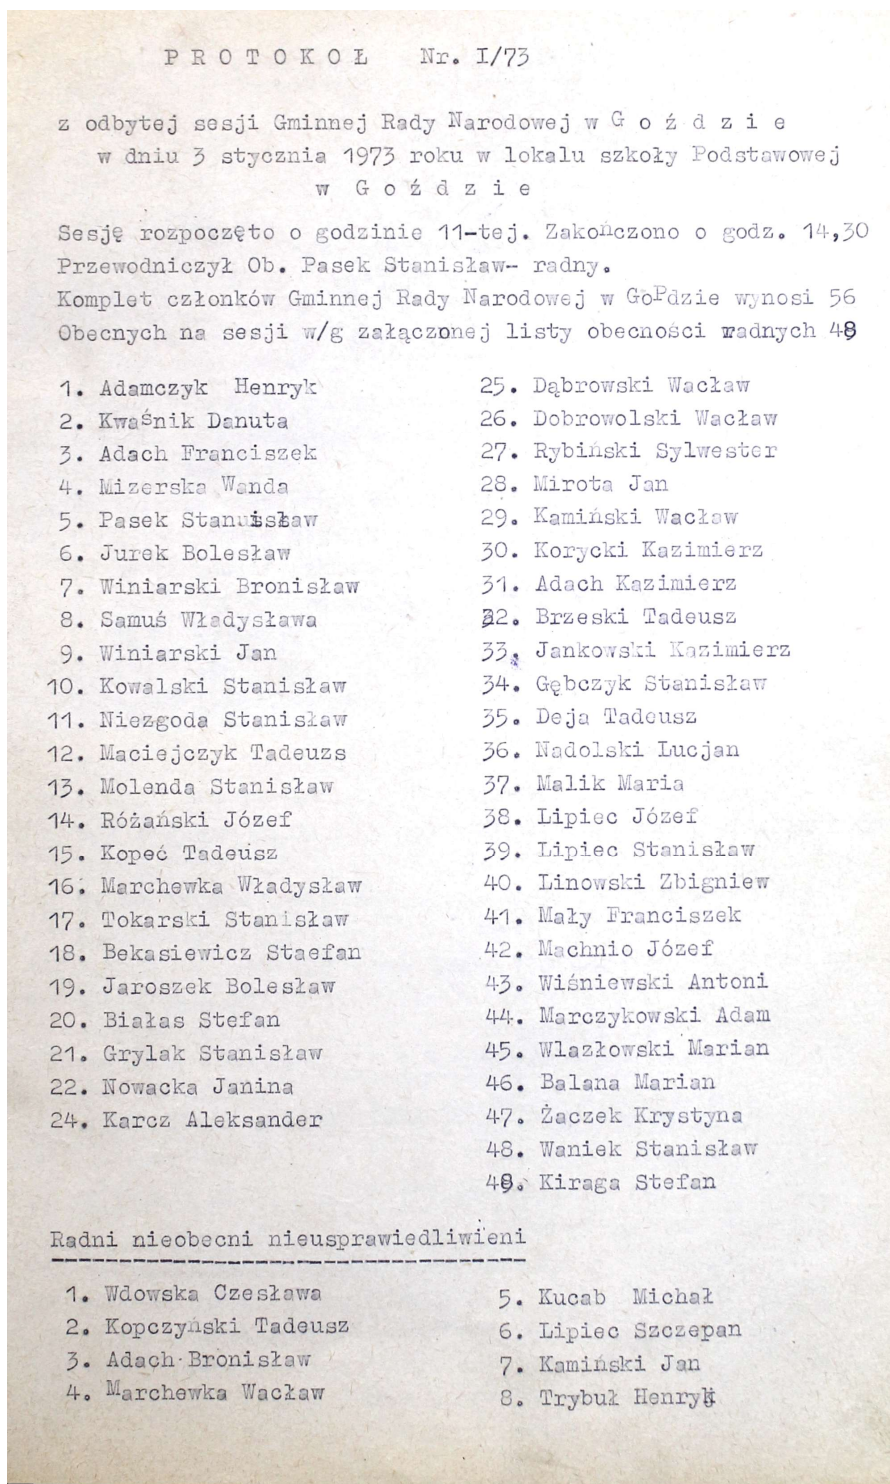 P R O T O K O Ł Nr. I/73
z odbytej sesji Gminnej Rady Narodowej w G o ź d z i e
w dniu 3 stycznia 1973 roku w lokalu szkoły Podstawowej
w G o ź d z i e
Sesję rozpoczęto o godzinie 11-tej. Zakończono o godz. 14,30
Przewodniczył Ob. Pasek Stanisław- radny.
Komplet członków Gminnej Rady Narodowej w GoPdzie wynosi 56
Obecnych na sesji w/g załączonej listy obecności radnych 48
1. Adamczyk Henryk
2. Kwaśnik Danuta
3. Adach Franciszek
4. Mizerska Wanda
5. Pasek Stanisław
6. Jurek Bolesław
7. Winiarski Bronisław
8. Samuś Władysława
9. Winiarski Jan
10. Kowalski Stanisław
11. Niezgoda Stanisław
12. Maciejczyk Tadeuzs
13. Molenda Stanisław
14. Różański Józef
15. Kopeć Tadeusz
16. Marchewka Władysław
17. Tokarski Stanisław
18. Bekasiewicz Staefan
19. Jaroszek Bolesław
20. Białas Stefan
21. Grylak Stanisław
22. Nowacka Janina
24. Karcz Aleksander
25. Dąbrowski Wacław
26. Dobrowolski Wacław
27. Rybiński Sylwester
28. Mirota Jan
29. Kamiński Wacław
30. Korycki Kazimierz
31. Adach Kazimierz
32. Brzeski Tadeusz
33. Jankowski Kazimierz
34. Gębczyk Stanisław
35. Deja Tadeusz
36. Nadolski Lucjan
37. Malik Maria
38. Lipiec Józef
39. Lipiec Stanisław
40. Linowski Zbigniew
41. Mały Franciszek
42. Machnio Józef
43. Wiśniewski Antoni
44. Marczykowski Adam
45. Wlazłowski Marian
46. Balana Marian
47. Żaczek Krystyna
48. Waniek Stanisław
49. Kiraga Stefan
Radni nieobecni nieusprawiedliwieni
1. Wdowska Czesława
2. Kopczyński Tadeusz
3. Adach Bronisław
4. Marchewka Wacław
5. Kucab Michał
6. Lipiec Szczepan
7. Kamiński Jan
8. Trybuł Henryk